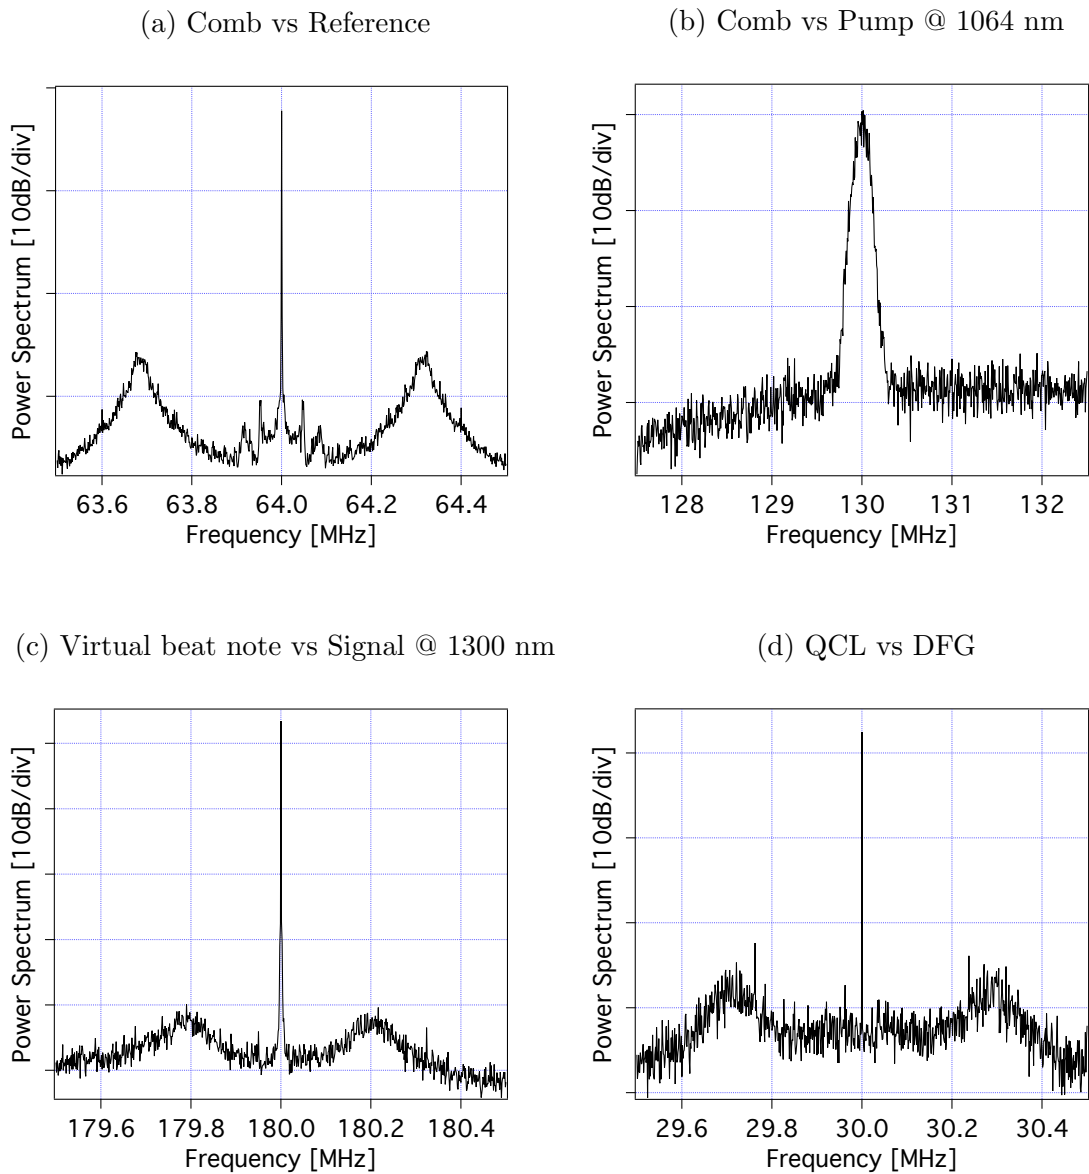 (a) Comb vs Reference
Power Spectrum [10dB/div]
63.6 63.8 64.0 64.2 64.4
Frequency [MHz]
(b) Comb vs Pump @ 1064 nm
Power Spectrum [10dB/div]
128 129 130 131 132
Frequency [MHz]
(c) Virtual beat note vs Signal @ 1300 nm
Power Spectrum [10dB/div]
179.6 179.8 180.0 180.2 180.4
Frequency [MHz]
(d) QCL vs DFG
Power Spectrum [10dB/div]
29.6 29.8 30.0 30.2 30.4
Frequency [MHz]